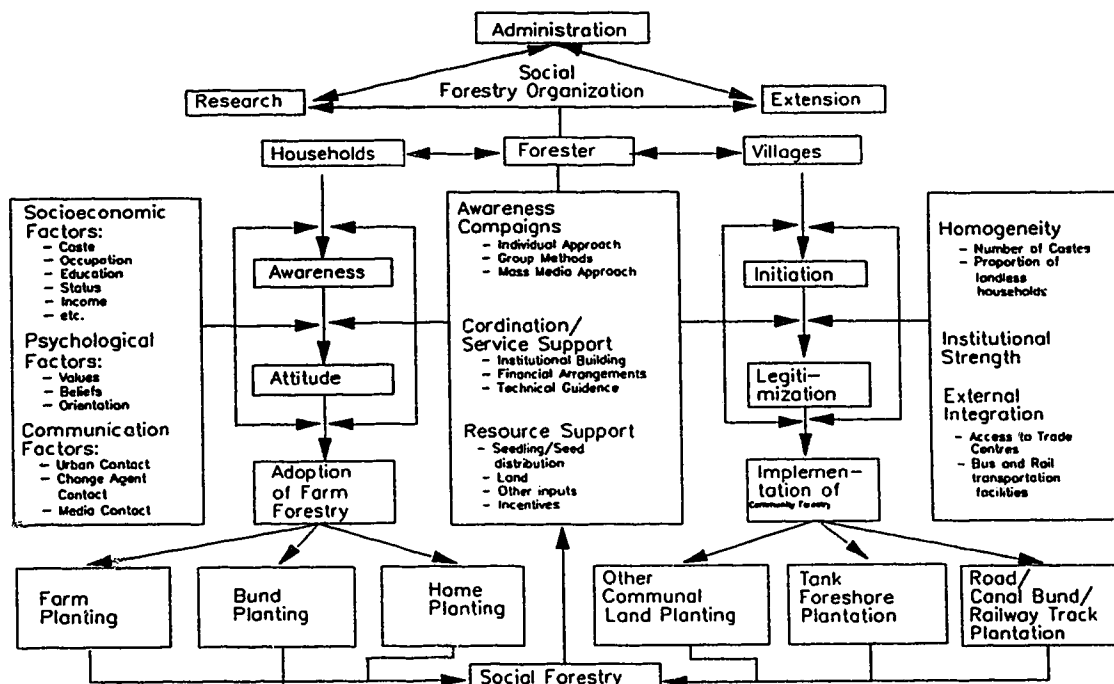 Administration
Social
Forestry Organization
Research
Extension
Households
Forester
Villages
Socioeconomic
Factors:
- Caste
- Occupation
- Education
- Status
- Income
- etc.
Psychological
Factors:
- Values
- Beliefs
- Orientation
Communication
Factors:
- Urban Contact
- Change Agent
Contact
- Media Contact
Awareness
Attitude
Adoption
of Farm
Forestry
Awareness
Campaigns
- Individual Approach
- Group Methods
- Mass Media Approach
Cordination/
Service Support
- Institutional Building
- Financial Arrangements
- Technical Guidence
Resource Support
- Seedling/Seed
distribution
- Land
- Other inputs
- Incentives
Initiation
Legiti-
mization
Implemen-
tation of
Community Forestry
Homogeneity
- Number of Castes
- Proportion of
landless
households
Institutional
Strength
External
Integration
- Access to Trade
Centres
- Bus and Rail
transportation
facilities
Farm
Planting
Bund
Planting
Home
Planting
Other
Communal
Land Planting
Tank
Foreshore
Plantation
Road/
Canal Bund/
Railway Track
Plantation
Social Forestry